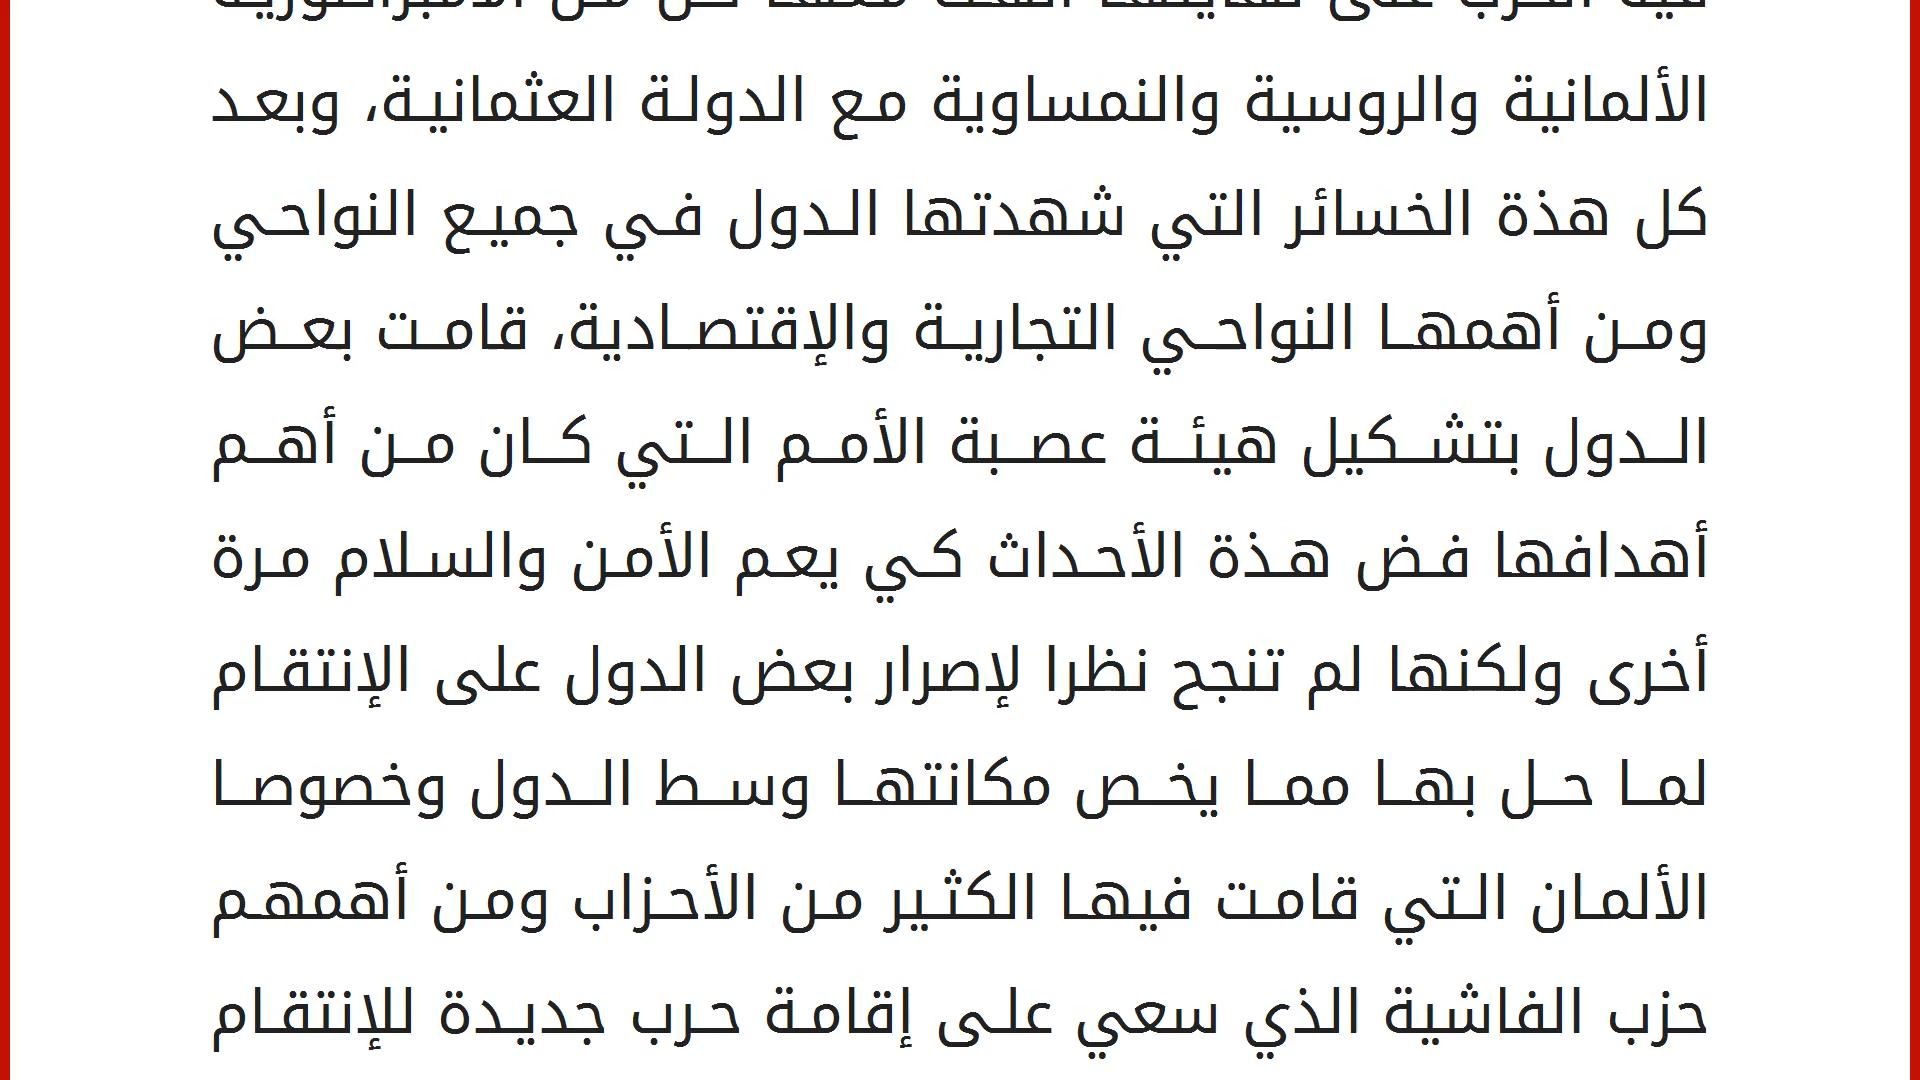 الألمانية والروسية والنمساوية مع الدولة العثمانية، وبعد
كل هذة الخسائر التي شهدتها الدول في جميع النواحي
ومن أهمها النواحي التجارية والإقتصادية، قامت بعض
الدول بتشكيل هيئة عصبة الأمم التي كان من أهم
أهدافها فض هذة الأحداث كي يعم الأمن والسلام مرة
أخرى ولكنها لم تنجح نظرا لإصرار بعض الدول على الإنتقام
لما حل بها مما يخص مكانتها وسط الدول وخصوصا
الألمان التي قامت فيها الكثير من الأحزاب ومن أهمهم
حزب الفاشية الذي سعي على إقامة حرب جديدة للإنتقام